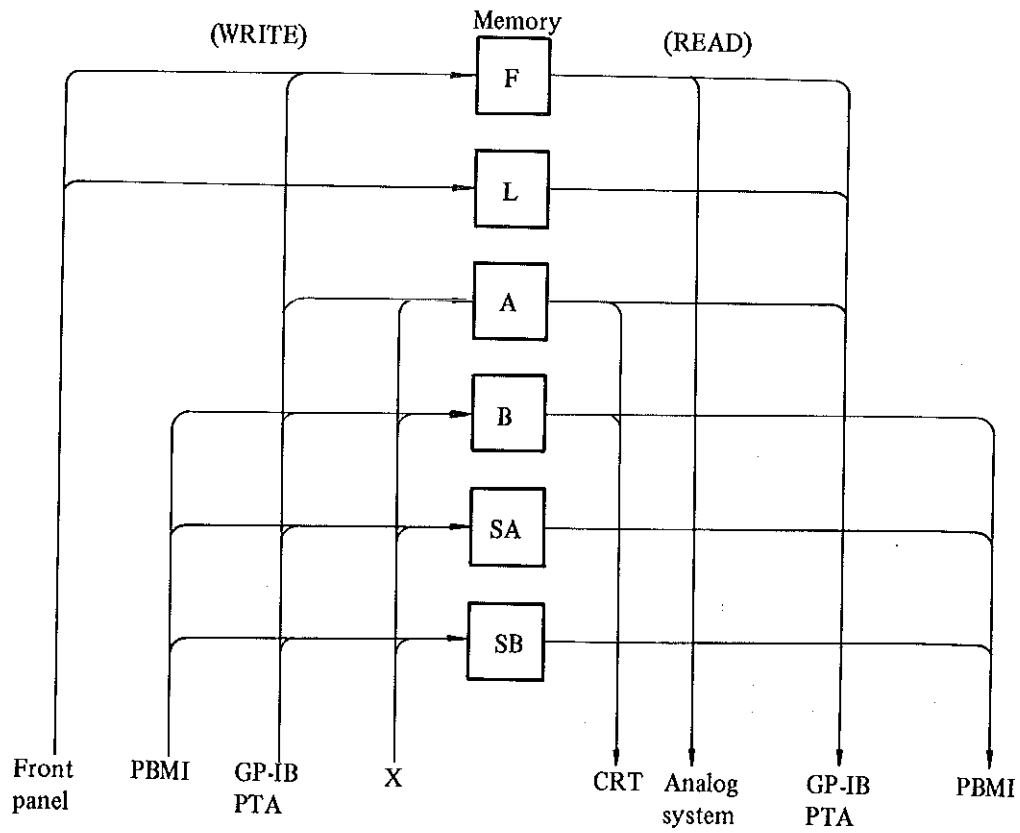 Memory
(WRITE)
(READ)
F
L
A
B
SA
SB
Front
panel
PBMI
GP-IB
PTA
X
CRT
Analog
system
GP-IB
PTA
PBMI